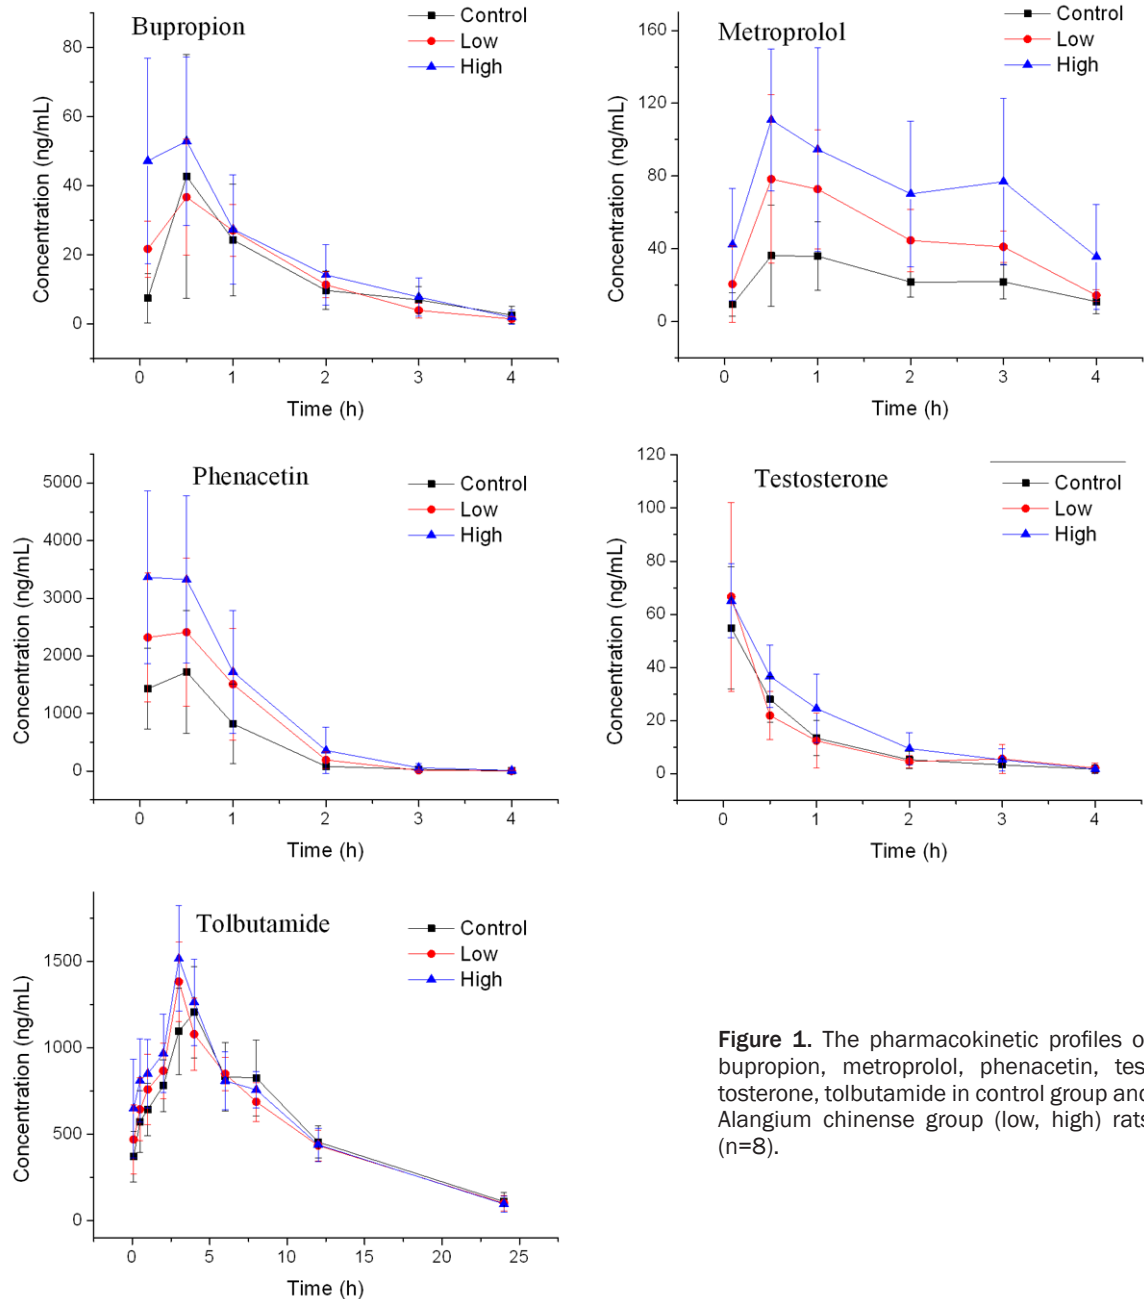 Bupropion
Control
Low
High
80
60
40
20
0
Concentration (ng/mL)
0 1 2 3 4
Time (h)
Metroprolol
Control
Low
High
160
120
80
40
0
Concentration (ng/mL)
0 1 2 3 4
Time (h)
Phenacetin
Control
Low
High
5000
4000
3000
2000
1000
0
Concentration (ng/mL)
0 1 2 3 4
Time (h)
Testosterone
Control
Low
High
120
100
80
60
40
20
0
Concentration (ng/mL)
0 1 2 3 4
Time (h)
Tolbutamide
Control
Low
High
1500
1000
500
0
Concentration (ng/mL)
0 5 10 15 20 25
Time (h)
Figure 1. The pharmacokinetic profiles o
bupropion, metroprolol, phenacetin, tes
tosterone, tolbutamide in control group and
Alangium chinense group (low, high) rats
(n=8).